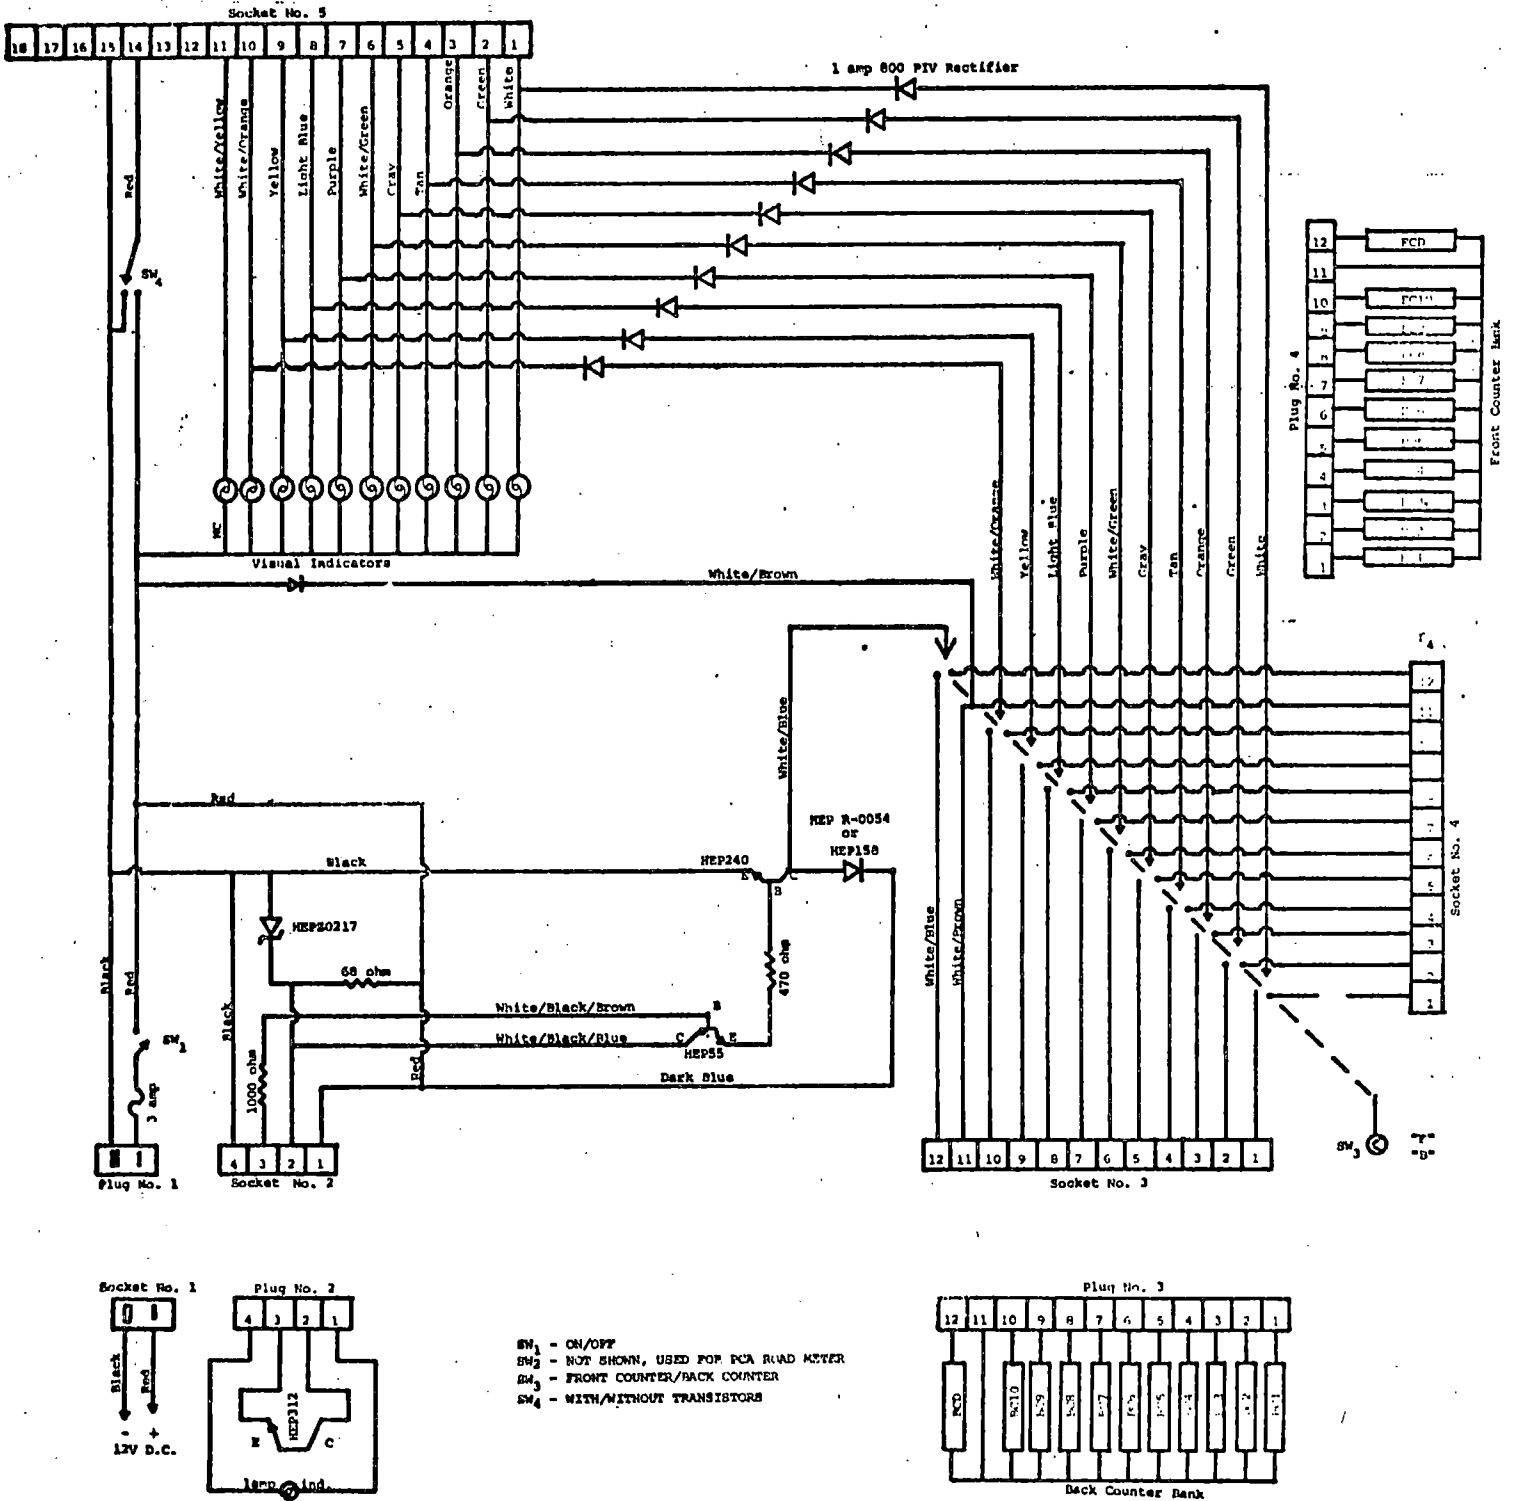 Socket No. 5
18 17 16 15 14 13 12 11 10 9 8 7 6 5 4 3 2 1
White/Yellow
White/Orange
Yellow
Light Blue
Purple
White/Green
Gray
Tan
Orange
Green
White
1 amp 800 PIV Rectifier
Red
SW4
NC
Visual Indicators
White/Brown
White/Orange
Yellow
Light Blue
Purple
White/Green
Gray
Tan
Orange
Green
White
12
11
10
7
6
4
1
FCD
Plug No. 4
Front Counter Bank
White/Blue
Red
Black
HEP240
E
B
C
HEP R-0054
or
HEP158
HEPZ0217
68 ohm
470 ohm
White/Black/Brown
B
White/Black/Blue
C
E
HEP55
Dark Blue
Black
Red
SW1
3 amp
Black
1000 ohm
Red
White/Blue
White/Brown
Socket No. 4
1
Plug No. 1
4 3 2 1
Socket No. 2
12 11 10 9 8 7 6 5 4 3 2 1
Socket No. 3
SW3
"F"
"B"
Socket No. 1
Black
Red
- +
12V D.C.
Plug No. 2
4 3 2 1
HEP312
E
C
lamp ind.
SW1 - ON/OFF
SW2 - NOT SHOWN, USED FOR PCA ROAD METER
SW3 - FRONT COUNTER/BACK COUNTER
SW4 - WITH/WITHOUT TRANSISTORS
Plug No. 3
12 11 10 9 8 7 6 5 4 3 2 1
BCD BC10
Back Counter Bank